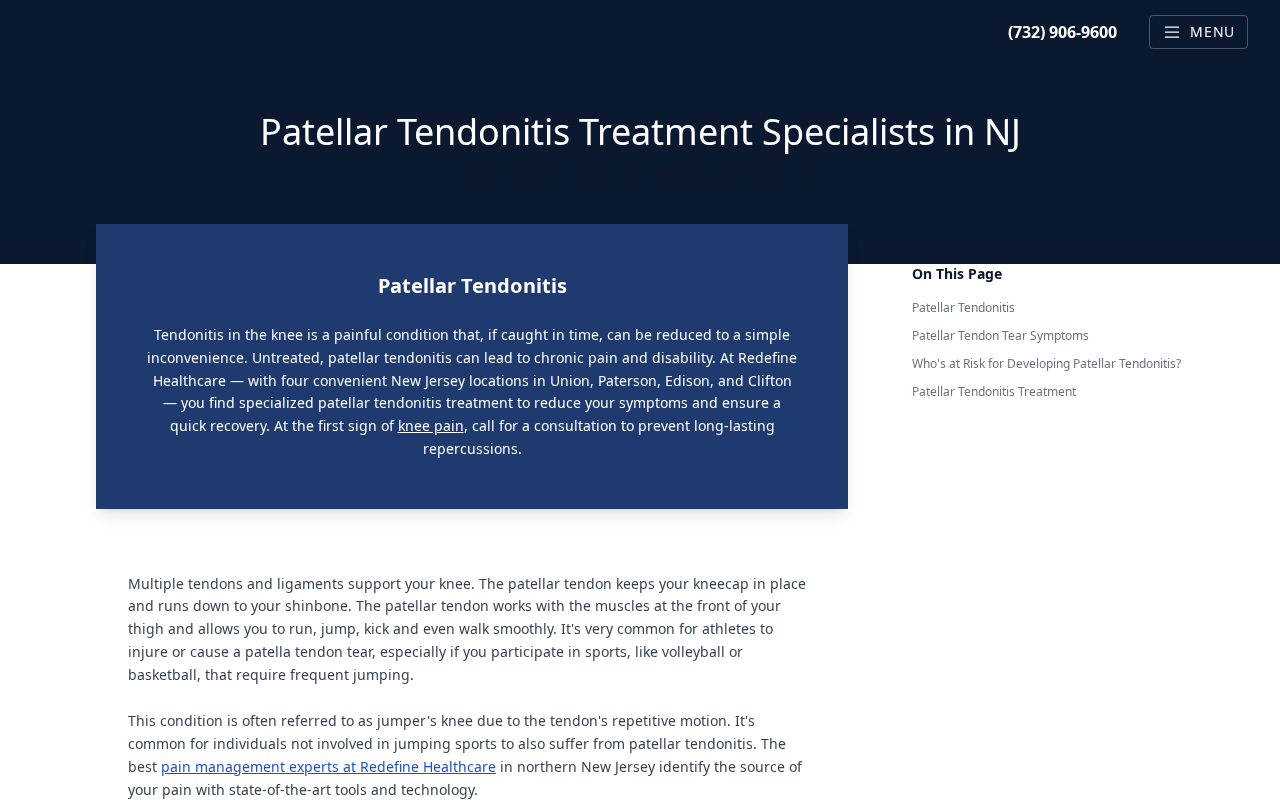 (732) 906-9600
MENU
Patellar Tendonitis Treatment Specialists in NJ
Patellar Tendonitis
Tendonitis in the knee is a painful condition that, if caught in time, can be reduced to a simple
inconvenience. Untreated, patellar tendonitis can lead to chronic pain and disability. At Redefine
Healthcare — with four convenient New Jersey locations in Union, Paterson, Edison, and Clifton
— you find specialized patellar tendonitis treatment to reduce your symptoms and ensure a
quick recovery. At the first sign of knee pain, call for a consultation to prevent long-lasting
repercussions.
On This Page
Patellar Tendonitis
Patellar Tendon Tear Symptoms
Who's at Risk for Developing Patellar Tendonitis?
Patellar Tendonitis Treatment
Multiple tendons and ligaments support your knee. The patellar tendon keeps your kneecap in place
and runs down to your shinbone. The patellar tendon works with the muscles at the front of your
thigh and allows you to run, jump, kick and even walk smoothly. It's very common for athletes to
injure or cause a patella tendon tear, especially if you participate in sports, like volleyball or
basketball, that require frequent jumping.
This condition is often referred to as jumper's knee due to the tendon's repetitive motion. It's
common for individuals not involved in jumping sports to also suffer from patellar tendonitis. The
best pain management experts at Redefine Healthcare in northern New Jersey identify the source of
your pain with state-of-the-art tools and technology.